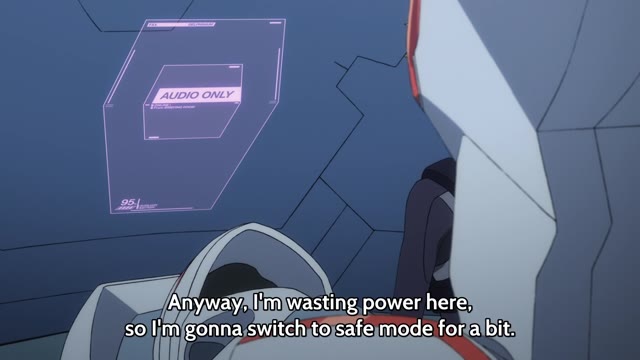 AUDIO ONLY
95
Anyway, I'm wasting power here,
so I'm gonna switch to safe mode for a bit.